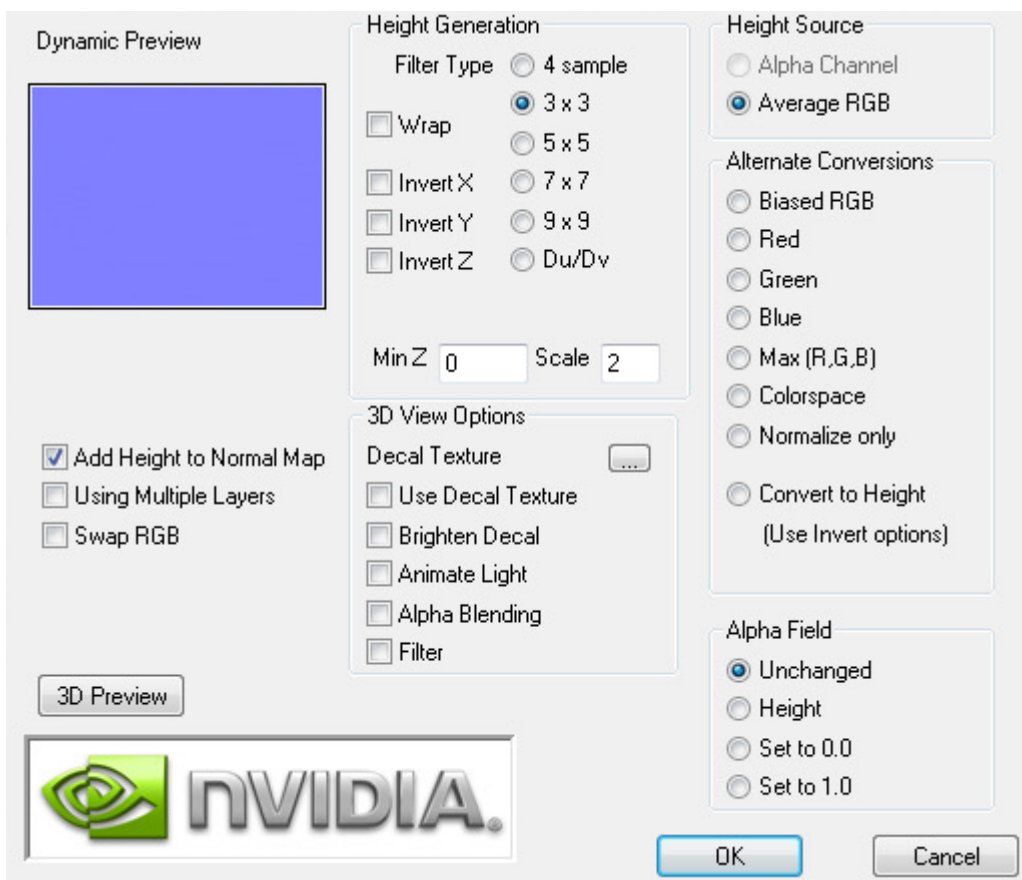 Dynamic Preview
Add Height to Normal Map
Using Multiple Layers
Swap RGB
3D Preview
nVIDIA.
Height Generation
Filter Type
4 sample
3 x 3
5 x 5
7 x 7
9 x 9
Du/Dv
Wrap
Invert X
Invert Y
Invert Z
Min Z 0 Scale 2
3D View Options
Decal Texture ...
Use Decal Texture
Brighten Decal
Animate Light
Alpha Blending
Filter
Height Source
Alpha Channel
Average RGB
Alternate Conversions
Biased RGB
Red
Green
Blue
Max (R,G,B)
Colorspace
Normalize only
Convert to Height
(Use Invert options)
Alpha Field
Unchanged
Height
Set to 0.0
Set to 1.0
OK
Cancel